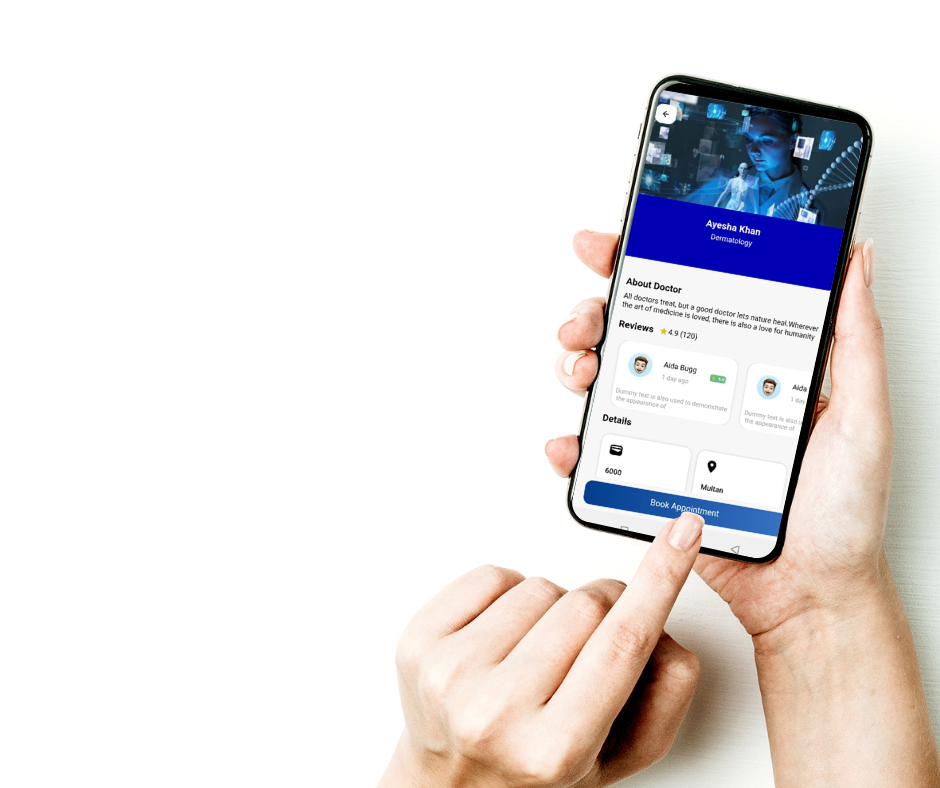 Ayesha Khan
Dermatology
About Doctor
All doctors treat, but a good doctor lets nature heal.Wherever
the art of medicine is loved, there is also a love for humanity
Reviews 4.9 (120)
Aida Bugg
1 day ago
Dummy text is also used to demonstrate
the appearance of
Aida
1 day
Dummy text is also
the appearance of
Details
6000
Multan
Book Appointment